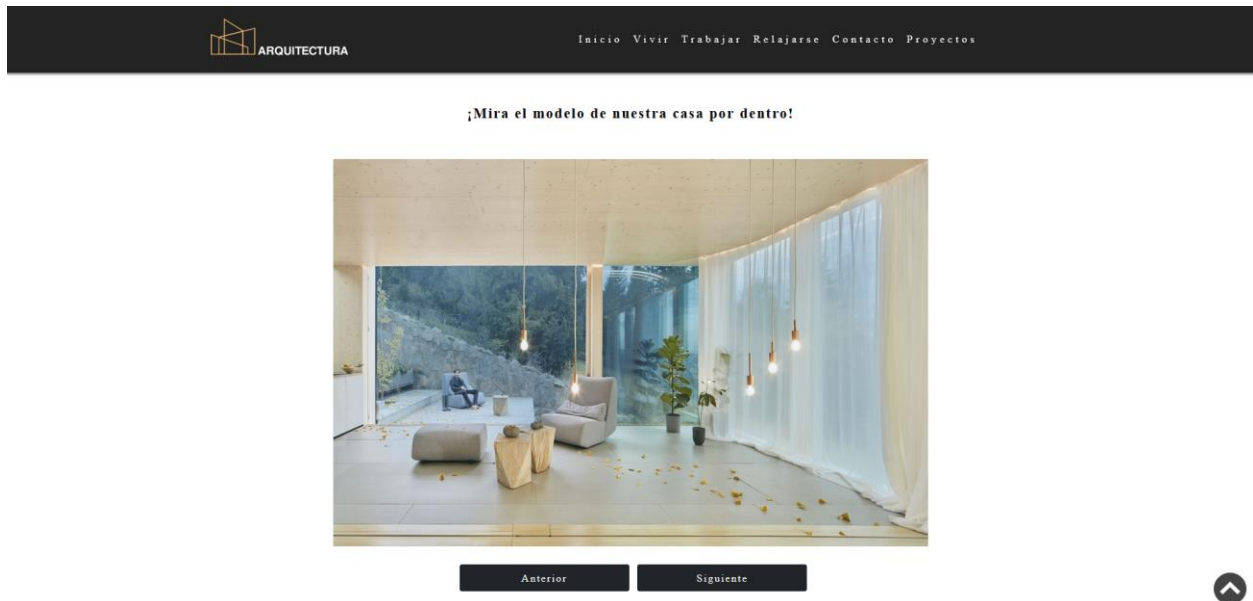 ARQUITECTURA
Inicio Vivir Trabajar Relajarse Contacto Proyectos
¡Mira el modelo de nuestra casa por dentro!
Anterior Siguiente